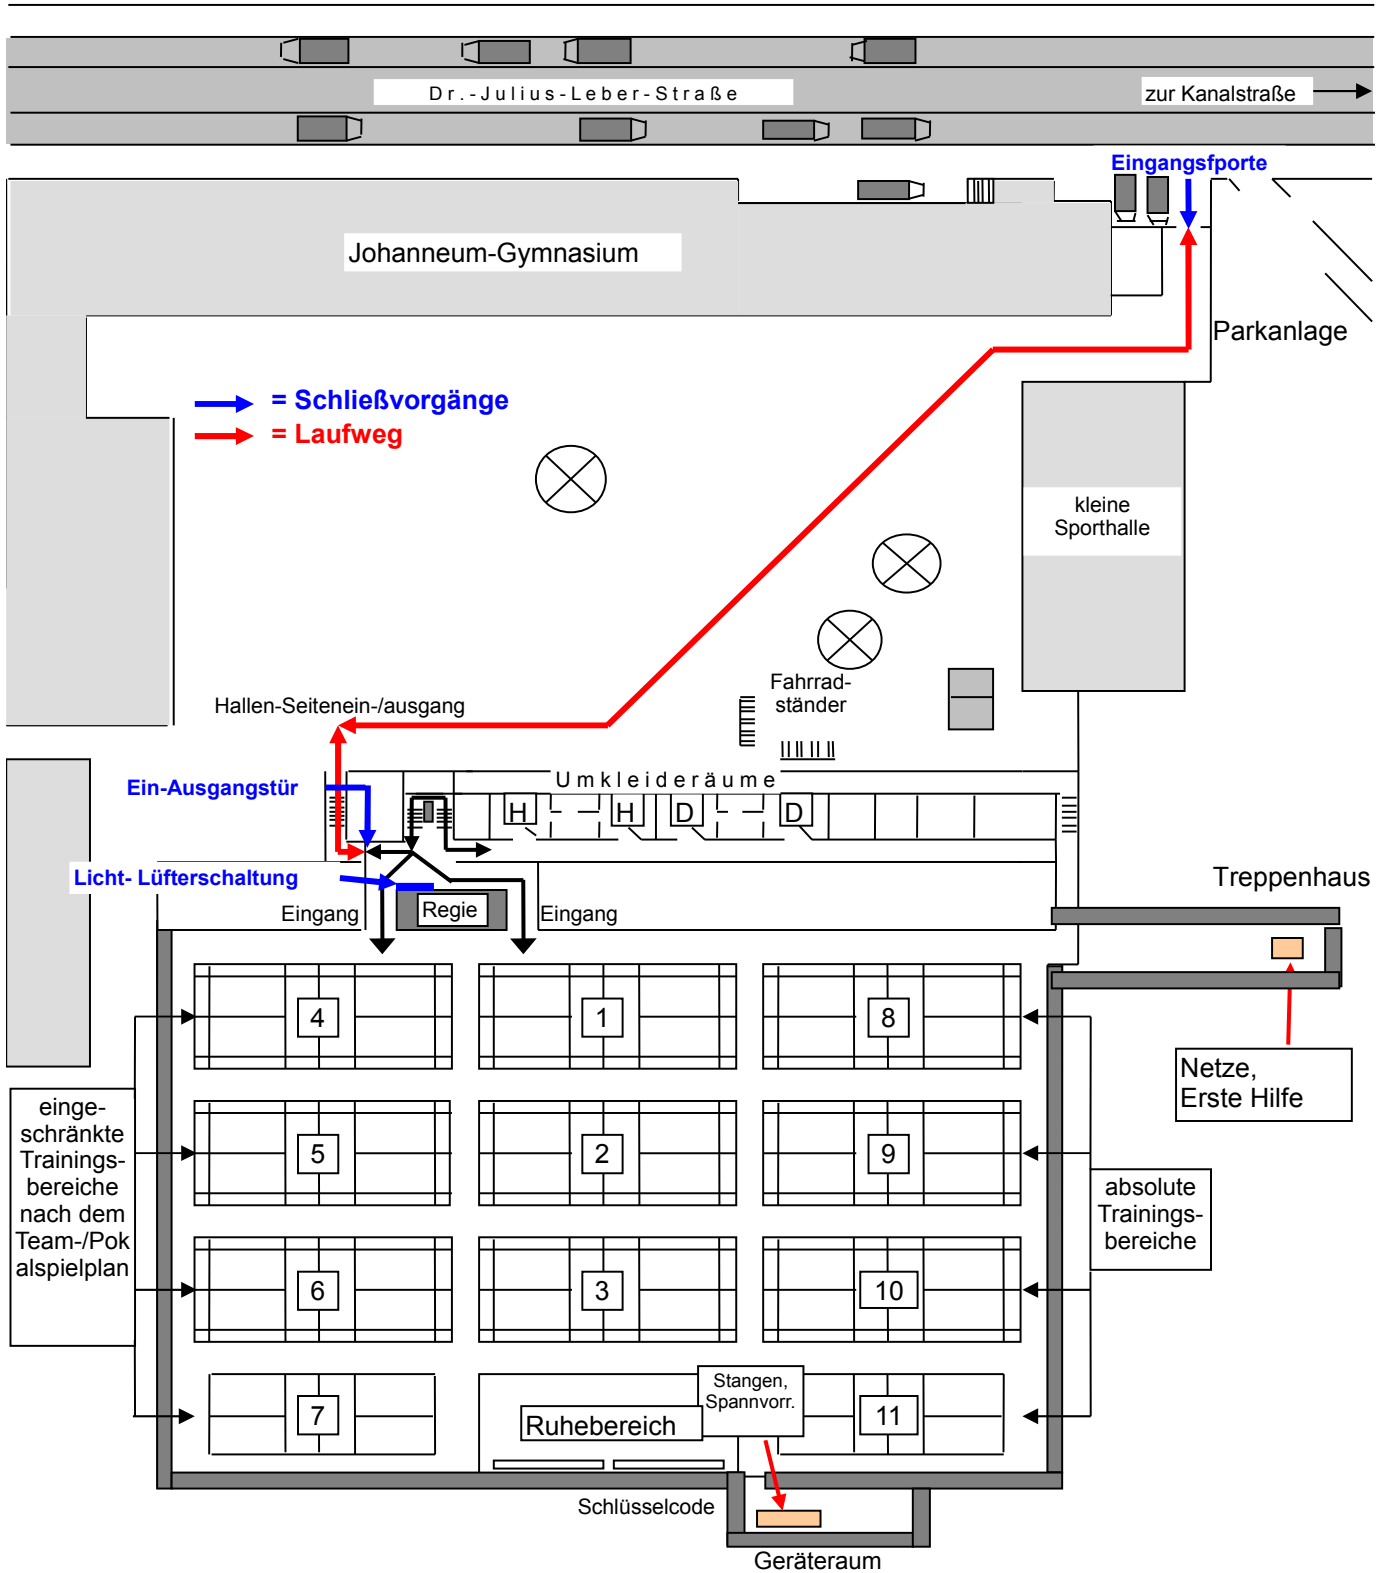 Dr.-Julius-Leber-Straße
zur Kanalstraße
Eingangsfporte
Johanneum-Gymnasium
Parkanlage
= Schließvorgänge
= Laufweg
kleine
Sporthalle
Fahrrad-
ständer
Hallen-Seitenein-/ausgang
Umkleideräume
Ein-Ausgangstür
H
H
D
D
Licht- Lüfterschaltung
Treppenhaus
Eingang
Regie
Eingang
4
1
8
Netze,
Erste Hilfe
einge-
schränkte
Trainings-
bereiche
nach dem
Team-/Pok
alspielplan
5
2
9
absolute
Trainings-
bereiche
6
3
10
Stangen,
Spannvorr.
7
Ruhebereich
11
Schlüsselcode
Geräteraum